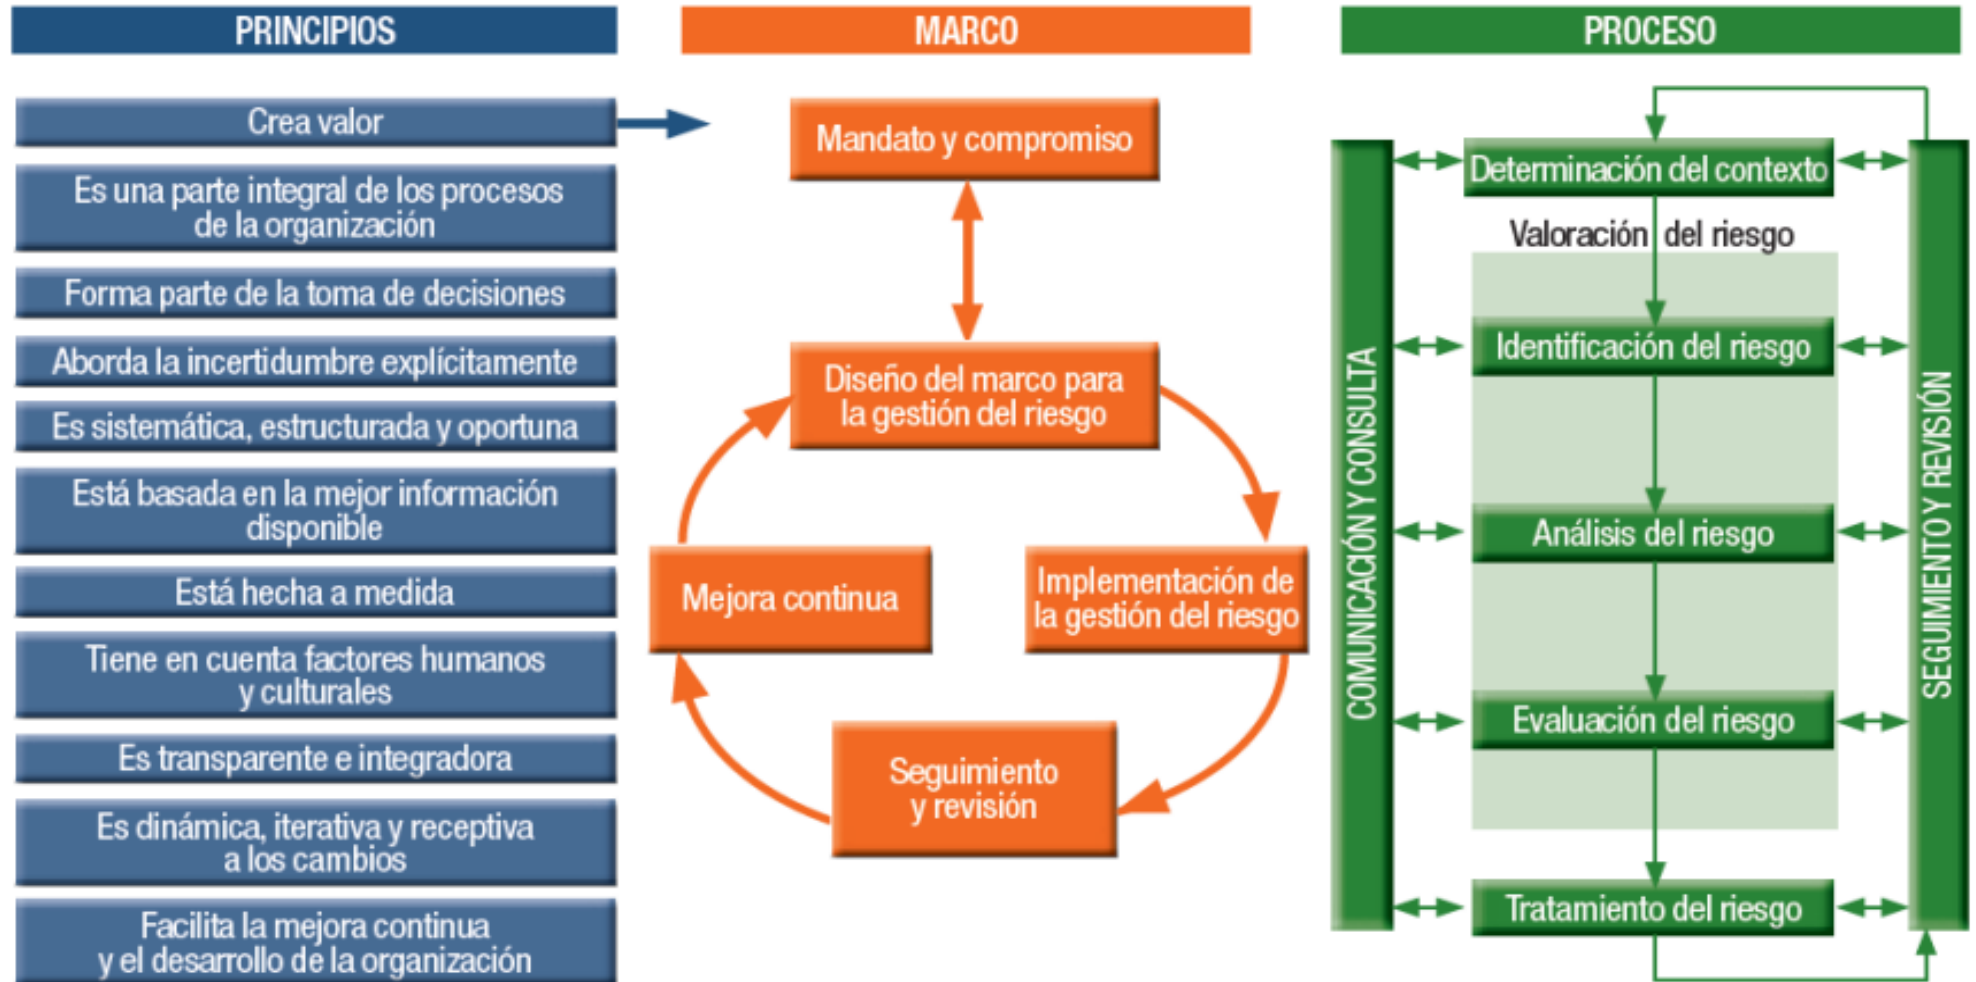 PRINCIPIOS
Crea valor
Es una parte integral de los procesos
de la organización
Forma parte de la toma de decisiones
Aborda la incertidumbre explícitamente
Es sistemática, estructurada y oportuna
Está basada en la mejor información
disponible
Está hecha a medida
Tiene en cuenta factores humanos
y culturales
Es transparente e integradora
Es dinámica, iterativa y receptiva
a los cambios
Facilita la mejora continua
y el desarrollo de la organización
MARCO
Mandato y compromiso
Diseño del marco para
la gestión del riesgo
Implementación de
la gestión del riesgo
Seguimiento
y revisión
Mejora continua
PROCESO
COMUNICACIÓN Y CONSULTA
Determinación del contexto
Valoración del riesgo
Identificación del riesgo
Análisis del riesgo
Evaluación del riesgo
Tratamiento del riesgo
SEGUIMIENTO Y REVISIÓN